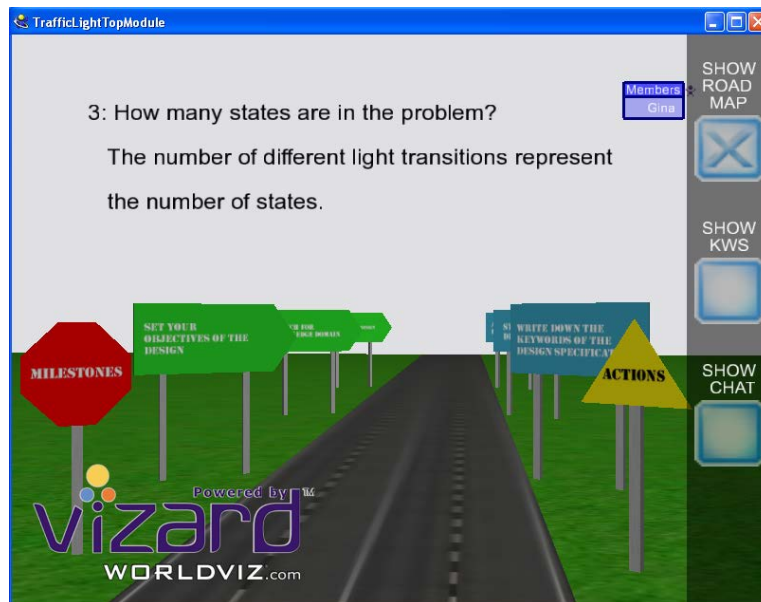 TrafficLightTopModule
3: How many states are in the problem?
The number of different light transitions represent
the number of states.
Members
Gina
SHOW
ROAD
MAP
SHOW
KWS
SHOW
CHAT
MILESTONES
SET YOUR
OBJECTIVES OF THE
DESIGN
WRITE DOWN THE
KEYWORDS OF THE
DESIGN
ACTIONS
Powered by
vizard
WORLDVIZ.com